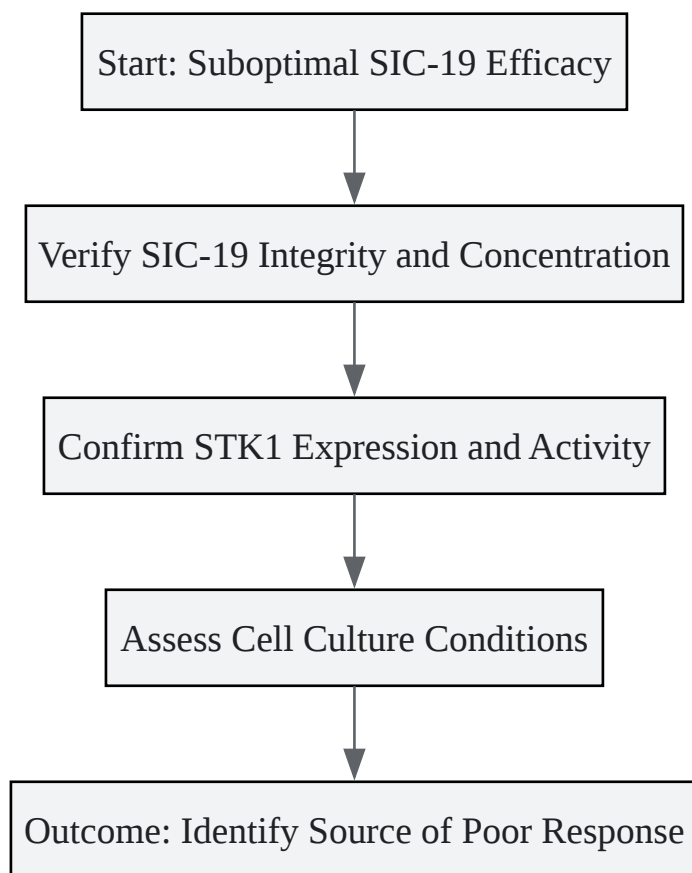 Start: Suboptimal SIC-19 Efficacy
Verify SIC-19 Integrity and Concentration
Confirm STK1 Expression and Activity
Assess Cell Culture Conditions
Outcome: Identify Source of Poor Response